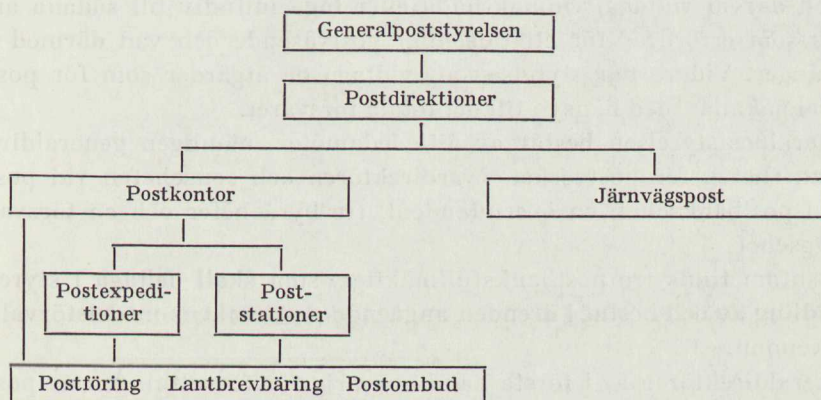 Generalpoststyrelsen
Postdirektioner
Postkontor
Järnvägspost
Postexpedi-
tioner
Post-
stationer
Postföring Lantbrevbäring Postombud